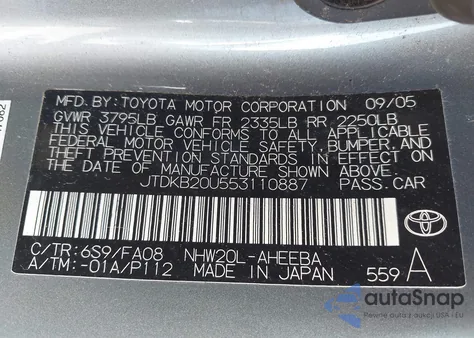 MFD. BY: TOYOTA MOTOR CORPORATION 09/05
GVWR 3795LB GAWR FR 2335LB RR 2250LB
THIS VEHICLE CONFORMS TO ALL APPLICABLE
FEDERAL MOTOR VEHICLE SAFETY, BUMPER, AND
THEFT PREVENTION STANDARDS IN EFFECT ON
THE DATE OF MANUFACTURE SHOWN ABOVE.
JTDKB20U553110887 PASS. CAR
C/TR: 6S9/FA08 NHW20L-AHEEBA
A/TM: -01A/P112 MADE IN JAPAN 559 A
autoSnap